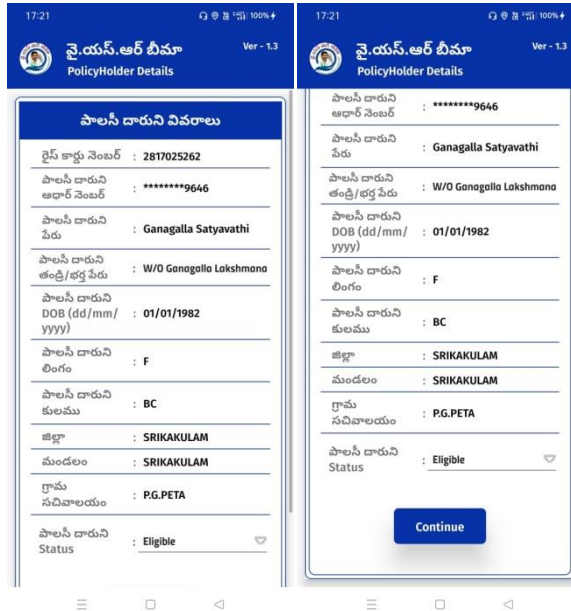 17:21
100%
వై.యస్.ఆర్ బీమా
Ver - 1.3
PolicyHolder Details
పాలసీ దారుని వివరాలు
రైస్ కార్డు నెంబర్ : 2817025262
పాలసీ దారుని
ఆధార్ నెంబర్ : ********9646
పాలసీ దారుని
పేరు : Ganagalla Satyavathi
పాలసీ దారుని
తండ్రి/భర్త పేరు : W/O Ganagalla Lakshmana
పాలసీ దారుని
DOB (dd/mm/ : 01/01/1982
yyyy)
పాలసీ దారుని
లింగం : F
పాలసీ దారుని
కులము : BC
జిల్లా : SRIKAKULAM
మండలం : SRIKAKULAM
గ్రామ
సచివాలయం : P.G.PETA
పాలసీ దారుని
Status : Eligible
17:21
100%
వై.యస్.ఆర్ బీమా
Ver - 1.3
PolicyHolder Details
పాలసీ దారుని
ఆధార్ నెంబర్ : ********9646
పాలసీ దారుని
పేరు : Ganagalla Satyavathi
పాలసీ దారుని
తండ్రి/భర్త పేరు : W/O Ganagalla Lakshmana
పాలసీ దారుని
DOB (dd/mm/ : 01/01/1982
yyyy)
పాలసీ దారుని
లింగం : F
పాలసీ దారుని
కులము : BC
జిల్లా : SRIKAKULAM
మండలం : SRIKAKULAM
గ్రామ
సచివాలయం : P.G.PETA
పాలసీ దారుని
Status : Eligible
Continue